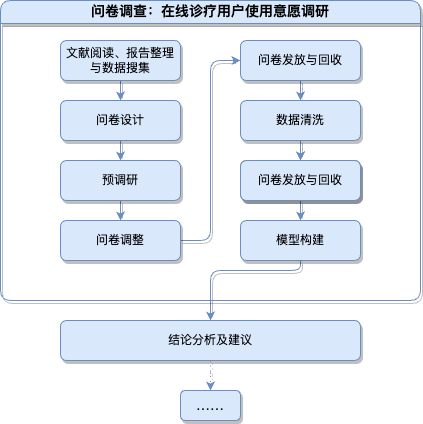 问卷调查：在线诊疗用户使用意愿调研
文献阅读、报告整理
与数据搜集
问卷设计
预调研
问卷调整
问卷发放与回收
数据清洗
问卷发放与回收
模型构建
结论分析及建议
……